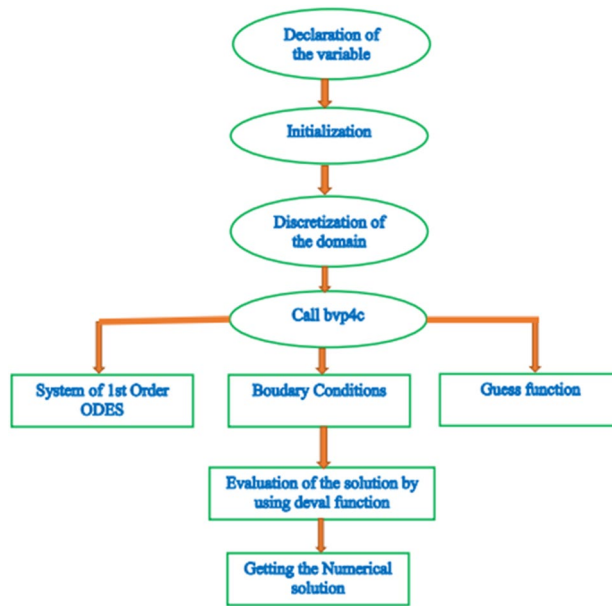 Declaration of
the variable
Initialization
Discretization of
the domain
Call bvp4c
System of 1st Order
ODES
Boudary Conditions
Guess function
Evaluation of the solution by
using deval function
Getting the Numerical
solution